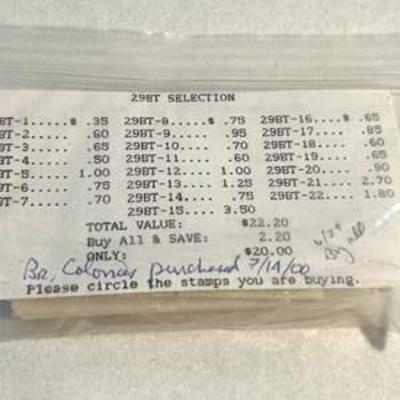 29BT SELECTION
BT-1.....$ .35 29BT-8....$ .75 29BT-16....$ .65
BT-2..... .60 29BT-9.... .95 29BT-17.... .85
BT-3..... .65 29BT-10... .70 29BT-18.... .60
BT-4..... .50 29BT-11... .60 29BT-19.... .65
BT-5..... 1.00 29BT-12... 1.00 29BT-20.... .90
BT-6..... .75 29BT-13... 1.25 29BT-21... 2.70
BT-7..... .70 29BT-14... .75 29BT-22... 1.80
29BT-15... 3.50
TOTAL VALUE: $22.20
Buy All & SAVE: 2.20
ONLY: $20.00
6/24
Br. Colonies purchased 7/14/00
Please circle the stamps you are buying.